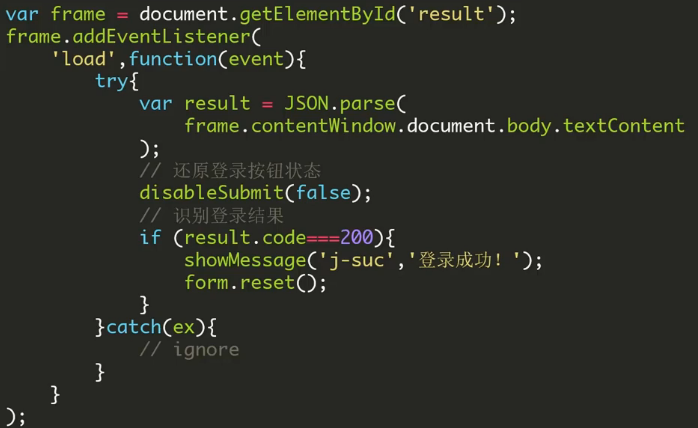 var frame = document.getElementById('result');
frame.addEventListener(
    'load',function(event){
        try{
            var result = JSON.parse(
                frame.contentWindow.document.body.textContent
            );
            // 还原登录按钮状态
            disableSubmit(false);
            // 识别登录结果
            if (result.code===200){
                showMessage('j-suc','登录成功！');
                form.reset();
            }
        }catch(ex){
            // ignore
        }
    }
);